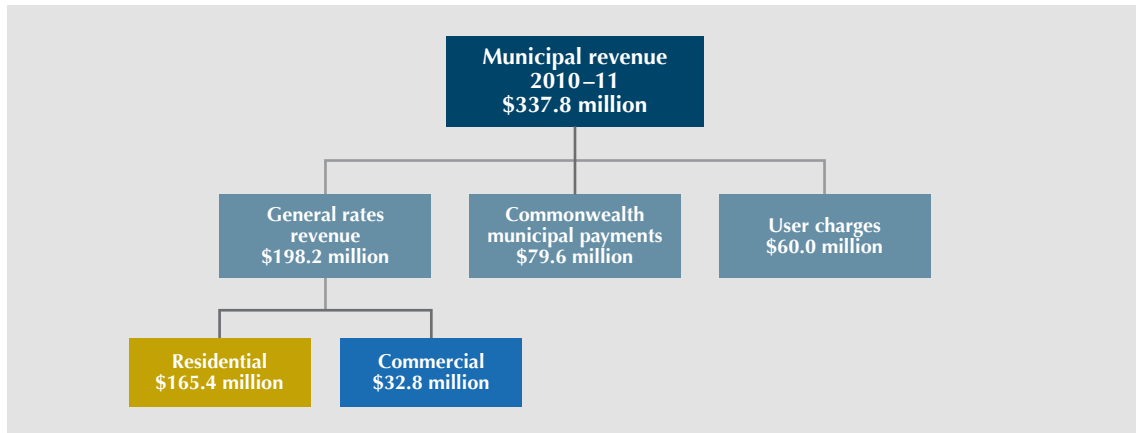 Municipal revenue
2010–11
$337.8 million
General rates
revenue
$198.2 million
Commonwealth
municipal payments
$79.6 million
User charges
$60.0 million
Residential
$165.4 million
Commercial
$32.8 million